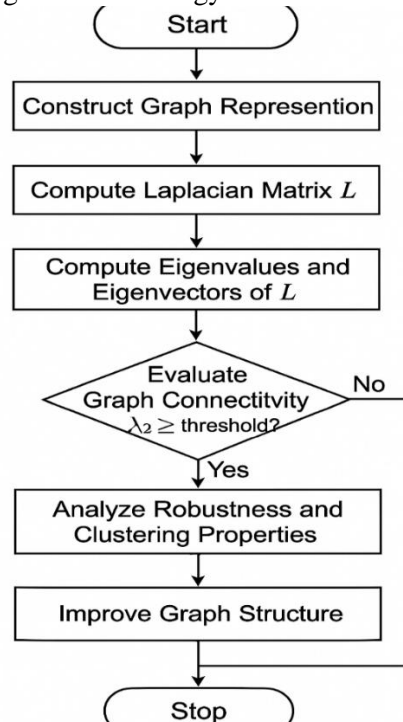 Start
Construct Graph Represention
Compute Laplacian Matrix L
Compute Eigenvalues and
Eigenvectors of L
Evaluate
Graph Connectitvity
λ₂ ≥ threshold?
No
Yes
Analyze Robustness and
Clustering Properties
Improve Graph Structure
Stop